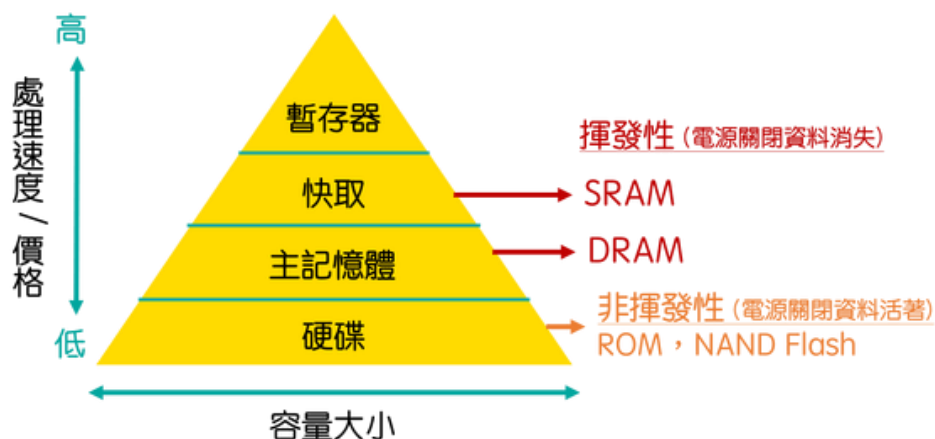 高
處理速度/價格
低
暫存器
快取
主記憶體
硬碟
容量大小
揮發性(電源關閉資料消失)
SRAM
DRAM
非揮發性(電源關閉資料活著)
ROM,NAND Flash